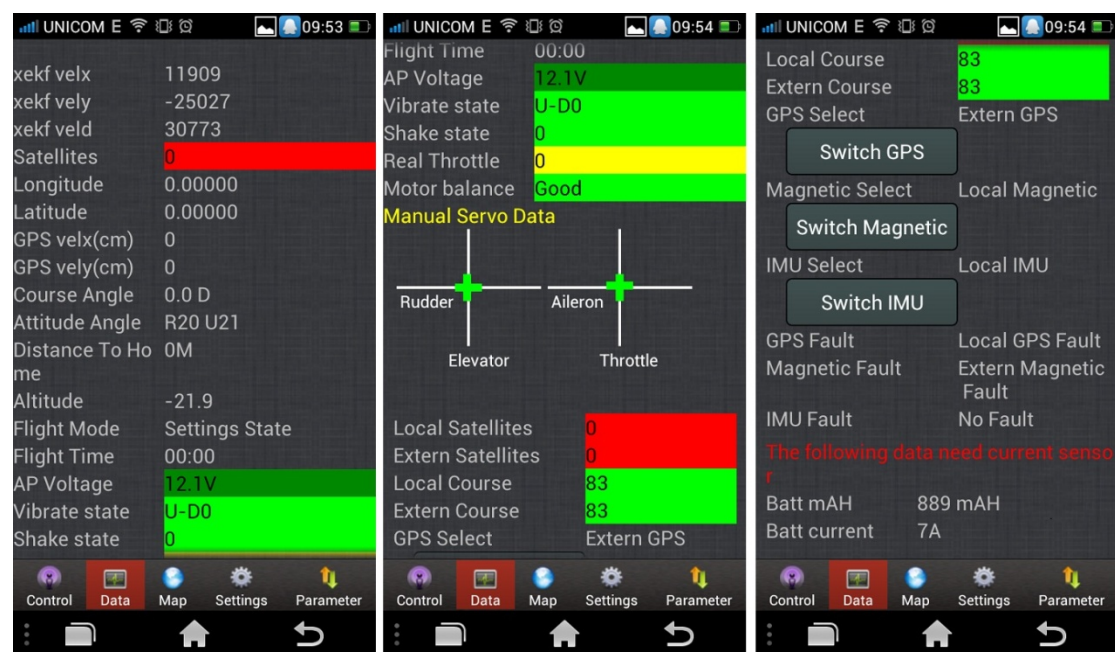 UNICOM E 09:53
xekf velx 11909
xekf vely -25027
xekf veld 30773
Satellites 0
Longitude 0.00000
Latitude 0.00000
GPS velx(cm) 0
GPS vely(cm) 0
Course Angle 0.0 D
Attitude Angle R20 U21
Distance To Ho 0M
me
Altitude -21.9
Flight Mode Settings State
Flight Time 00:00
AP Voltage 12.1V
Vibrate state U-D0
Shake state 0
Control Data Map Settings Parameter
UNICOM E 09:54
Flight Time 00:00
AP Voltage 12.1V
Vibrate state U-D0
Shake state 0
Real Throttle 0
Motor balance Good
Manual Servo Data
Rudder Aileron
Elevator Throttle
Local Satellites 0
Extern Satellites 0
Local Course 83
Extern Course 83
GPS Select Extern GPS
Control Data Map Settings Parameter
UNICOM E 09:54
Local Course 83
Extern Course 83
GPS Select Extern GPS
Switch GPS
Magnetic Select Local Magnetic
Switch Magnetic
IMU Select Local IMU
Switch IMU
GPS Fault Local GPS Fault
Magnetic Fault Extern Magnetic
Fault
IMU Fault No Fault
The following data need current senso
r
Batt mAH 889 mAH
Batt current 7A
Control Data Map Settings Parameter